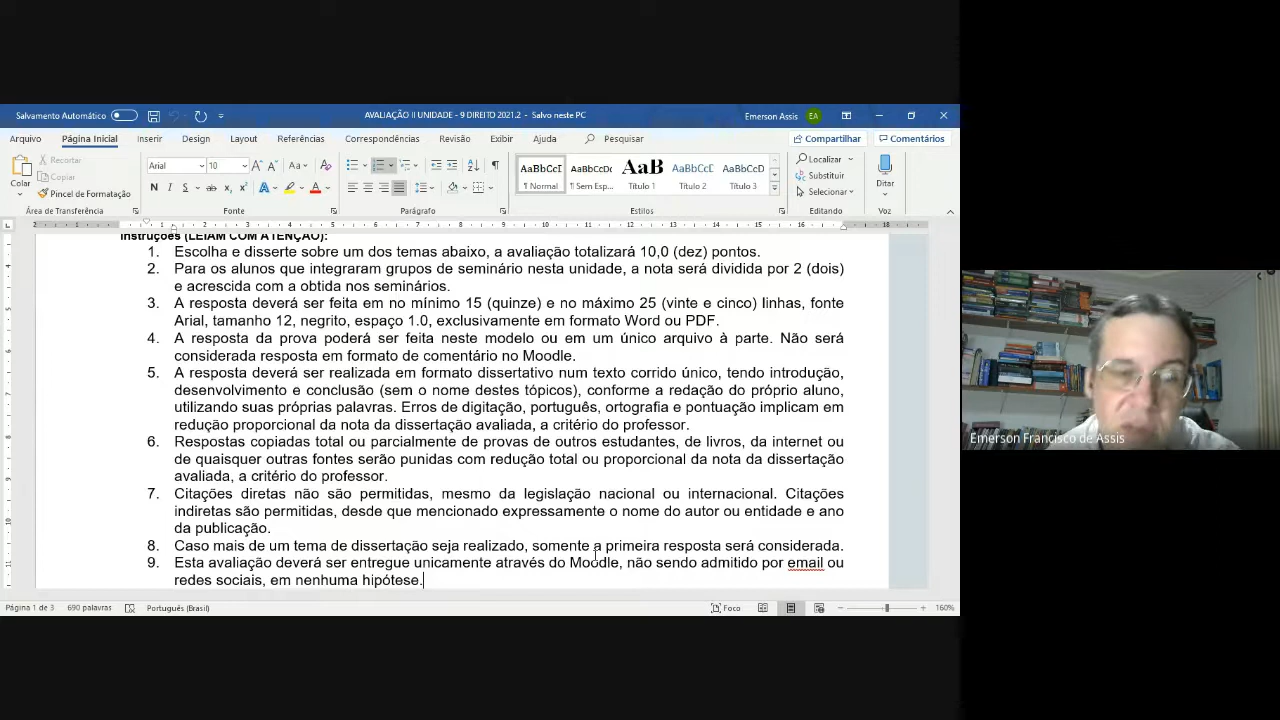 Salvamento Automático
AVALIAÇÃO II UNIDADE - 9 DIREITO 2021.2 - Salvo neste PC
Emerson Assis
EA
Arquivo Página Inicial Inserir Design Layout Referências Correspondências Revisão Exibir Ajuda Pesquisar
Compartilhar Comentários
Colar
Recortar
Copiar
Pincel de Formatação
Área de Transferência
Arial 10
Fonte
Parágrafo
AaBbCcI AaBbCcDc AaB AaBbCcC AaBbCcD
¶ Normal ¶ Sem Esp... Título 1 Título 2 Título 3
Estilos
Localizar
Substituir
Selecionar
Editando
Ditar
Voz
Instruções (LEIAM COM ATENÇÃO):
1. Escolha e disserte sobre um dos temas abaixo, a avaliação totalizará 10,0 (dez) pontos.
2. Para os alunos que integraram grupos de seminário nesta unidade, a nota será dividida por 2 (dois)
e acrescida com a obtida nos seminários.
3. A resposta deverá ser feita em no mínimo 15 (quinze) e no máximo 25 (vinte e cinco) linhas, fonte
Arial, tamanho 12, negrito, espaço 1.0, exclusivamente em formato Word ou PDF.
4. A resposta da prova poderá ser feita neste modelo ou em um único arquivo à parte. Não será
considerada resposta em formato de comentário no Moodle.
5. A resposta deverá ser realizada em formato dissertativo num texto corrido único, tendo introdução,
desenvolvimento e conclusão (sem o nome destes tópicos), conforme a redação do próprio aluno,
utilizando suas próprias palavras. Erros de digitação, português, ortografia e pontuação implicam em
redução proporcional da nota da dissertação avaliada, a critério do professor.
6. Respostas copiadas total ou parcialmente de provas de outros estudantes, de livros, da internet ou
de quaisquer outras fontes serão punidas com redução total ou proporcional da nota da dissertação
avaliada, a critério do professor.
7. Citações diretas não são permitidas, mesmo da legislação nacional ou internacional. Citações
indiretas são permitidas, desde que mencionado expressamente o nome do autor ou entidade e ano
da publicação.
8. Caso mais de um tema de dissertação seja realizado, somente a primeira resposta será considerada.
9. Esta avaliação deverá ser entregue unicamente através do Moodle, não sendo admitido por email ou
redes sociais, em nenhuma hipótese.
Página 1 de 3 690 palavras Português (Brasil)
Foco
160%
Emerson Francisco de Assis